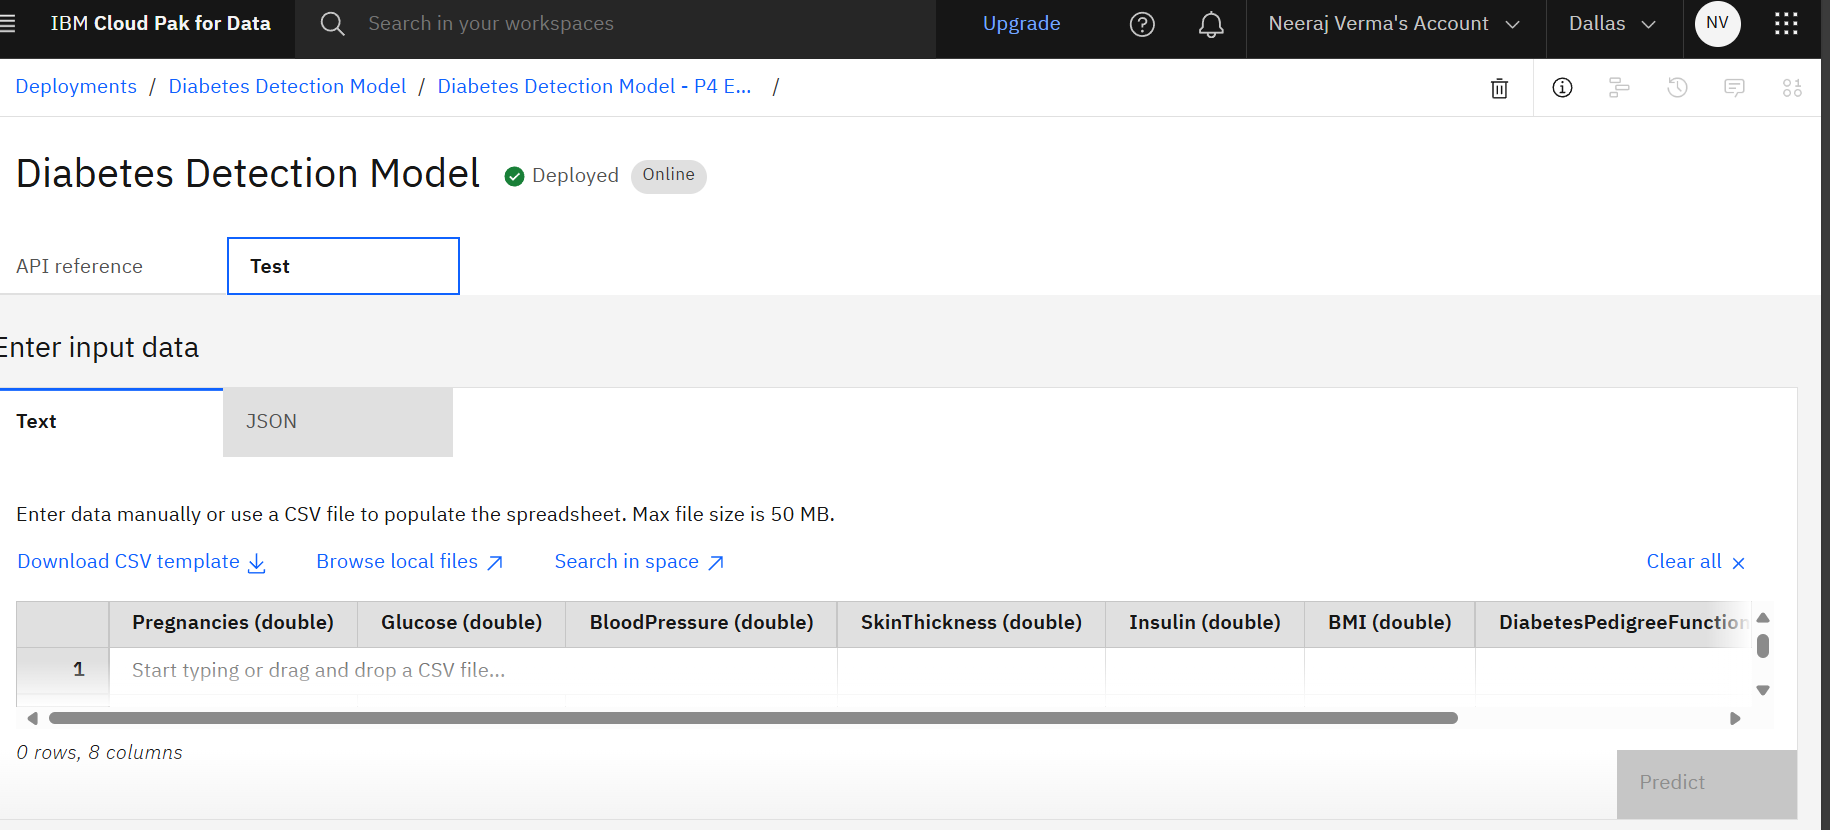 IBM Cloud Pak for Data Search in your workspaces Upgrade Neeraj Verma's Account Dallas NV
Deployments / Diabetes Detection Model / Diabetes Detection Model - P4 E... /
Diabetes Detection Model Deployed Online
API reference Test
Enter input data
Text JSON
Enter data manually or use a CSV file to populate the spreadsheet. Max file size is 50 MB.
Download CSV template Browse local files Search in space Clear all
Pregnancies (double) Glucose (double) BloodPressure (double) SkinThickness (double) Insulin (double) BMI (double) DiabetesPedigreeFunction
1 Start typing or drag and drop a CSV file...
0 rows, 8 columns
Predict